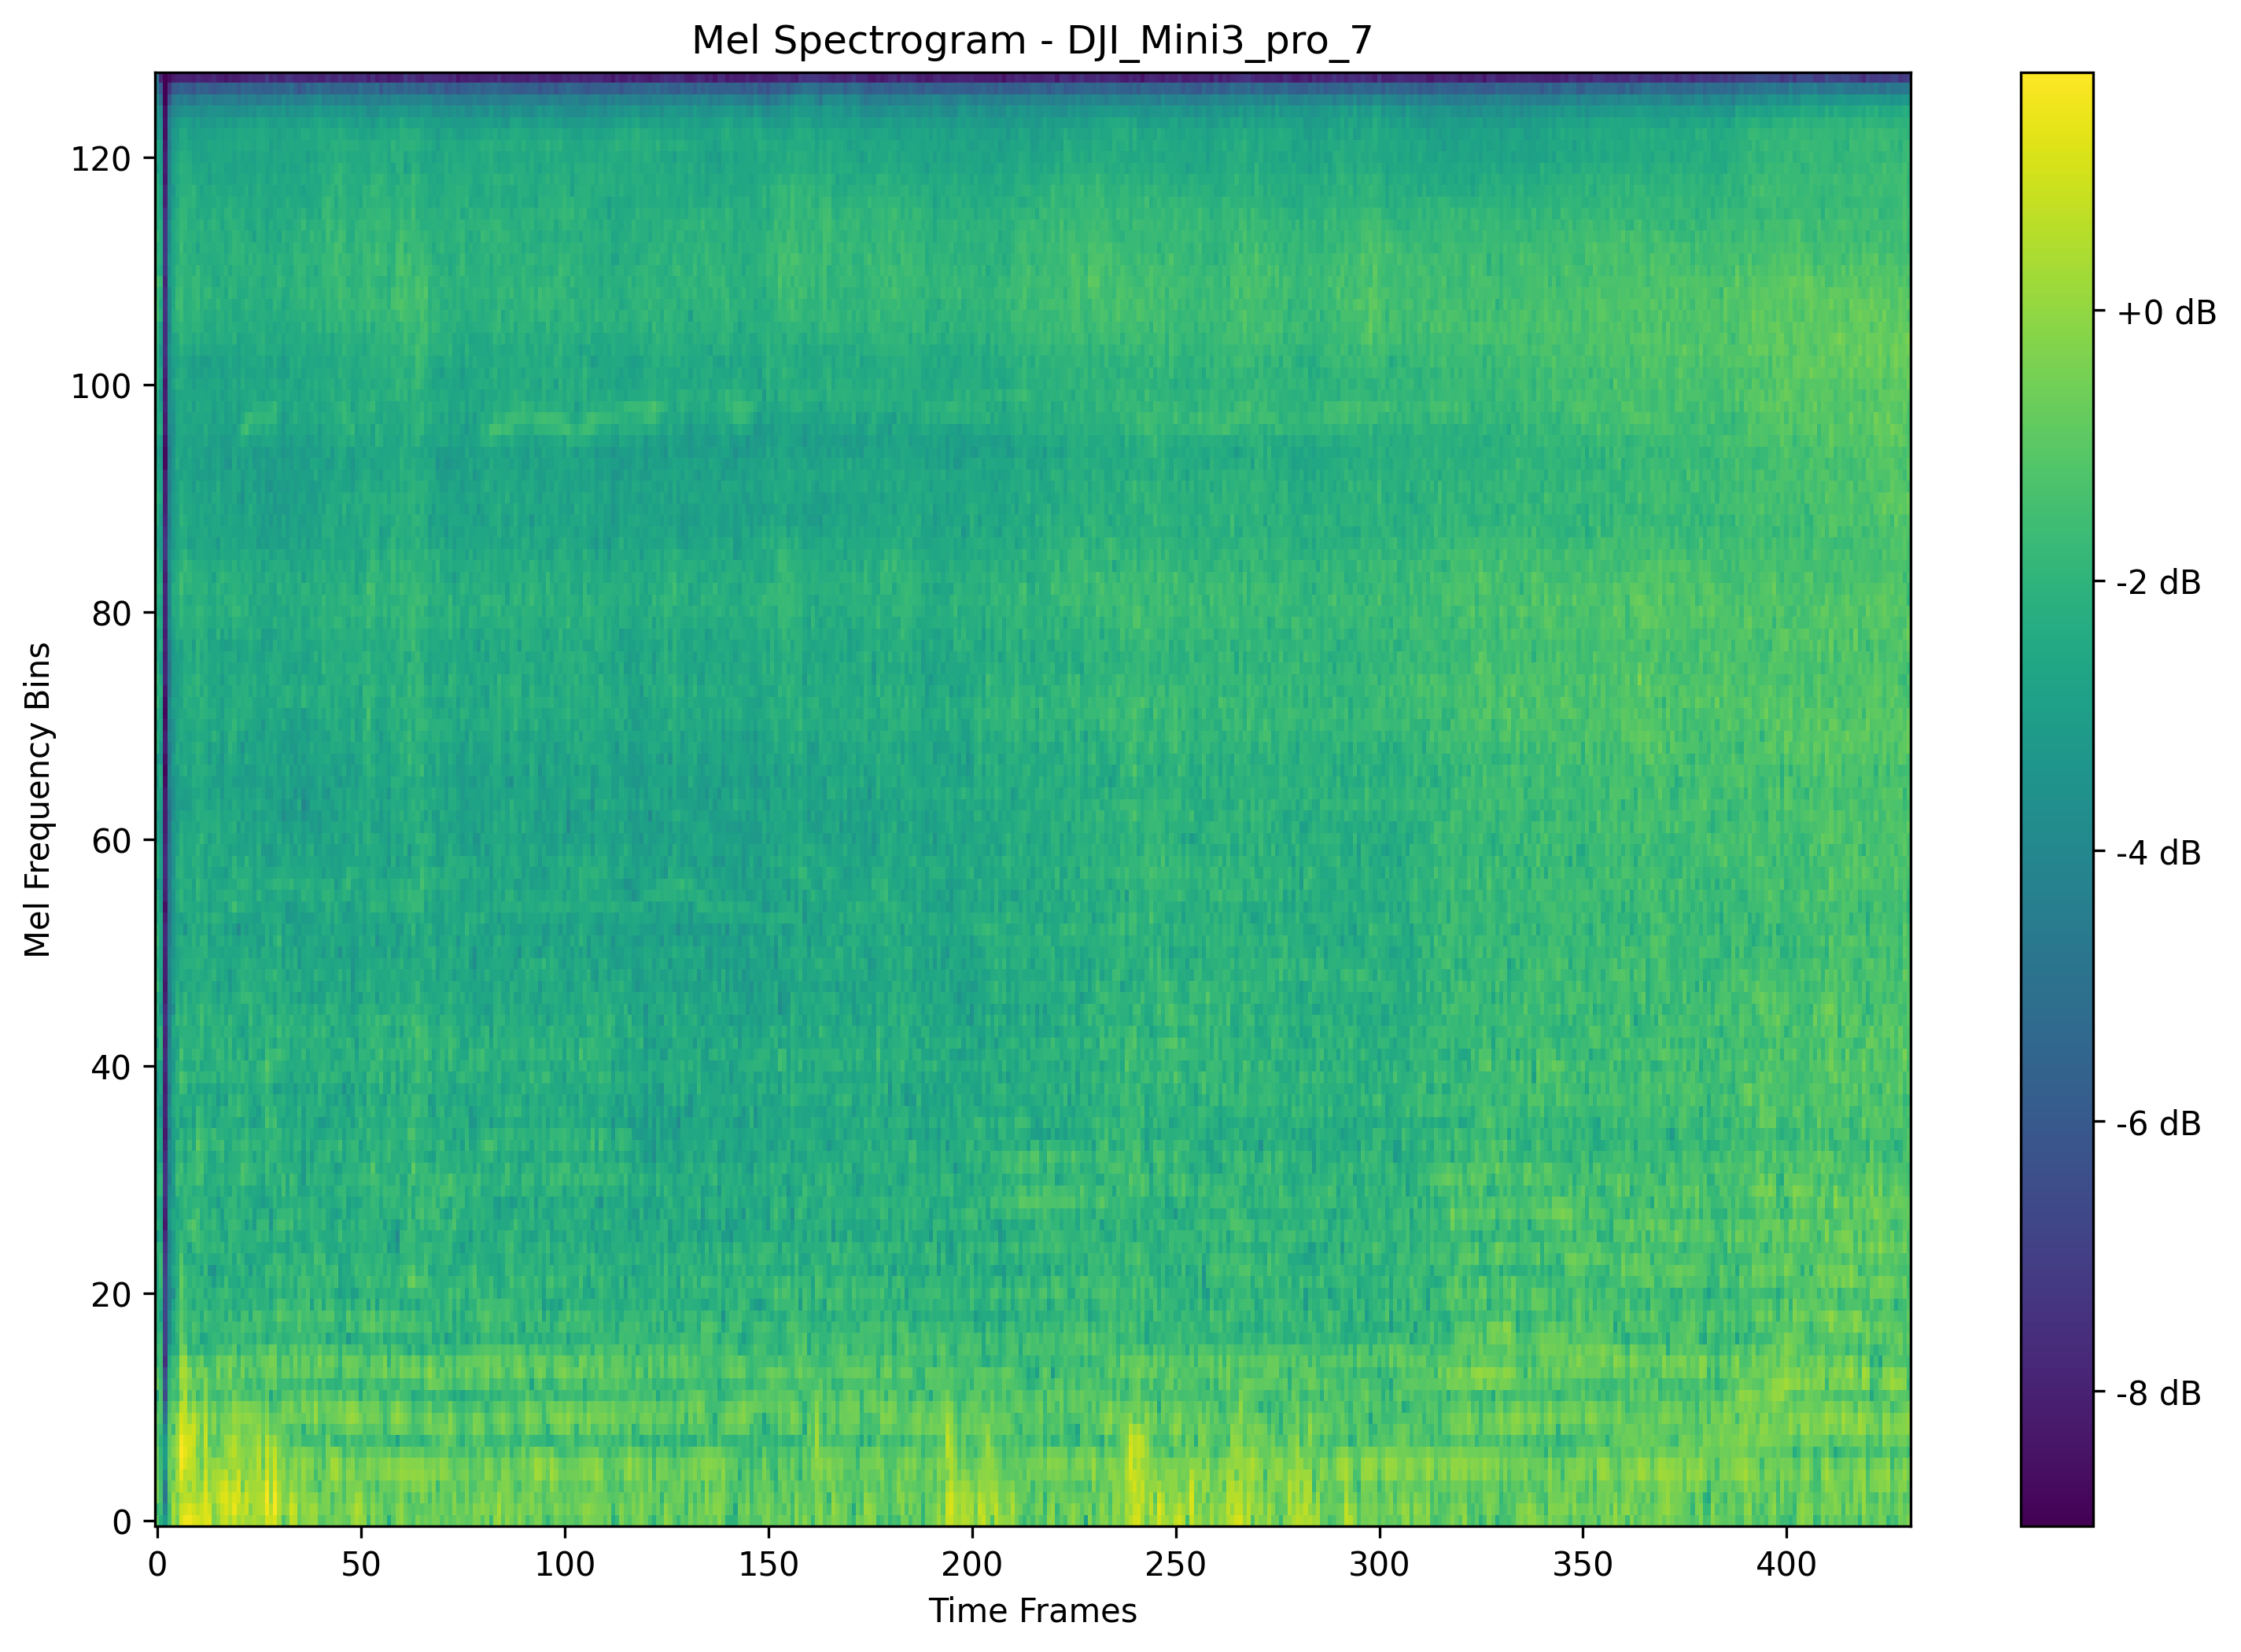 Mel Spectrogram - DJI_Mini3_pro_7
Mel Frequency Bins
120
100
80
60
40
20
0
0 50 100 150 200 250 300 350 400
Time Frames
+0 dB
-2 dB
-4 dB
-6 dB
-8 dB